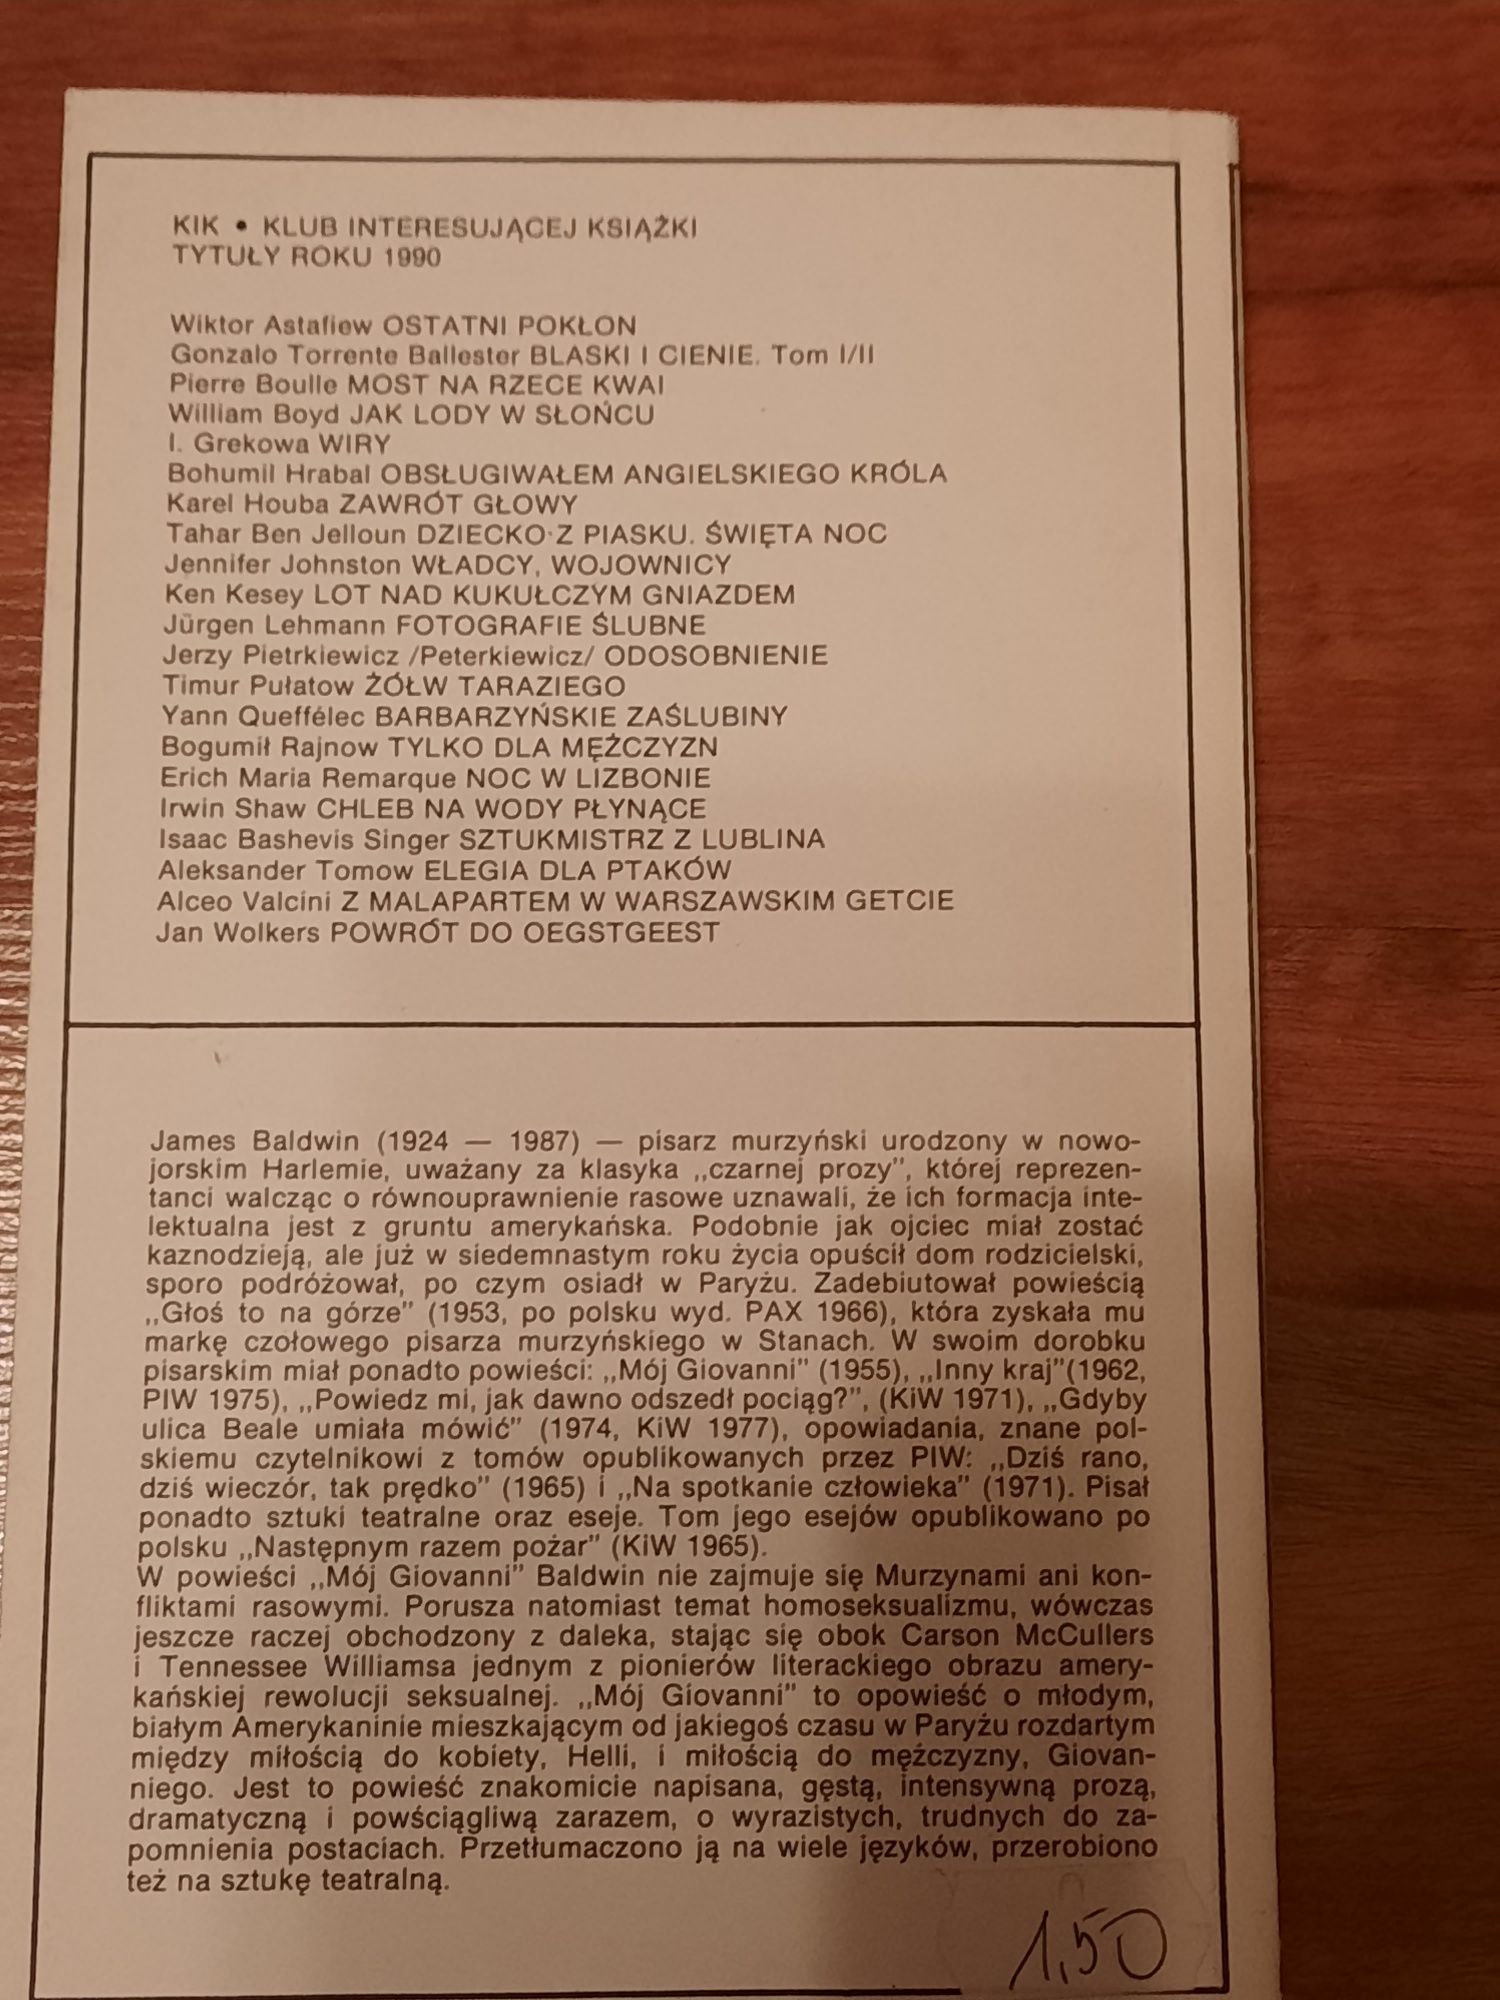 KIK • KLUB INTERESUJĄCEJ KSIĄŻKI
TYTUŁY ROKU 1990
Wiktor Astafiew OSTATNI POKŁON
Gonzalo Torrente Ballester BLASKI I CIENIE. Tom I/II
Pierre Boulle MOST NA RZECE KWAI
William Boyd JAK LODY W SŁOŃCU
I. Grekowa WIRY
Bohumil Hrabal OBSŁUGIWAŁEM ANGIELSKIEGO KRÓLA
Karel Houba ZAWRÓT GŁOWY
Tahar Ben Jelloun DZIECKO Z PIASKU. ŚWIĘTA NOC
Jennifer Johnston WŁADCY, WOJOWNICY
Ken Kesey LOT NAD KUKUŁCZYM GNIAZDEM
Jürgen Lehmann FOTOGRAFIE ŚLUBNE
Jerzy Pietrkiewicz /Peterkiewicz/ ODOSOBNIENIE
Timur Pułatow ŻÓŁW TARAZIEGO
Yann Queffélec BARBARZYŃSKIE ZAŚLUBINY
Bogumił Rajnow TYLKO DLA MĘŻCZYZN
Erich Maria Remarque NOC W LIZBONIE
Irwin Shaw CHLEB NA WODY PŁYNĄCE
Isaac Bashevis Singer SZTUKMISTRZ Z LUBLINA
Aleksander Tomow ELEGIA DLA PTAKÓW
Alceo Valcini Z MALAPARTEM W WARSZAWSKIM GETCIE
Jan Wolkers POWRÓT DO OEGSTGEEST
James Baldwin (1924 — 1987) — pisarz murzyński urodzony w nowo-
jorskim Harlemie, uważany za klasyka „czarnej prozy", której reprezen-
tanci walcząc o równouprawnienie rasowe uznawali, że ich formacja inte-
lektualna jest z gruntu amerykańska. Podobnie jak ojciec miał zostać
kaznodzieją, ale już w siedemnastym roku życia opuścił dom rodzicielski,
sporo podróżował, po czym osiadł w Paryżu. Zadebiutował powieścią
„Głoś to na górze" (1953, po polsku wyd. PAX 1966), która zyskała mu
markę czołowego pisarza murzyńskiego w Stanach. W swoim dorobku
pisarskim miał ponadto powieści: „Mój Giovanni" (1955), „Inny kraj"(1962,
PIW 1975), „Powiedz mi, jak dawno odszedł pociąg?", (KiW 1971), „Gdyby
ulica Beale umiała mówić" (1974, KiW 1977), opowiadania, znane pol-
skiemu czytelnikowi z tomów opublikowanych przez PIW: „Dziś rano,
dziś wieczór, tak prędko" (1965) i „Na spotkanie człowieka" (1971). Pisał
ponadto sztuki teatralne oraz eseje. Tom jego esejów opublikowano po
polsku „Następnym razem pożar" (KiW 1965).
W powieści „Mój Giovanni" Baldwin nie zajmuje się Murzynami ani kon-
fliktami rasowymi. Porusza natomiast temat homoseksualizmu, wówczas
jeszcze raczej obchodzony z daleka, stając się obok Carson McCullers
i Tennessee Williamsa jednym z pionierów literackiego obrazu amery-
kańskiej rewolucji seksualnej. „Mój Giovanni" to opowieść o młodym,
białym Amerykaninie mieszkającym od jakiegoś czasu w Paryżu rozdartym
między miłością do kobiety, Helli, i miłością do mężczyzny, Giovan-
niego. Jest to powieść znakomicie napisana, gęstą, intensywną prozą,
dramatyczną i powściągliwą zarazem, o wyrazistych, trudnych do za-
pomnienia postaciach. Przetłumaczono ją na wiele języków, przerobiono
też na sztukę teatralną.
1,50